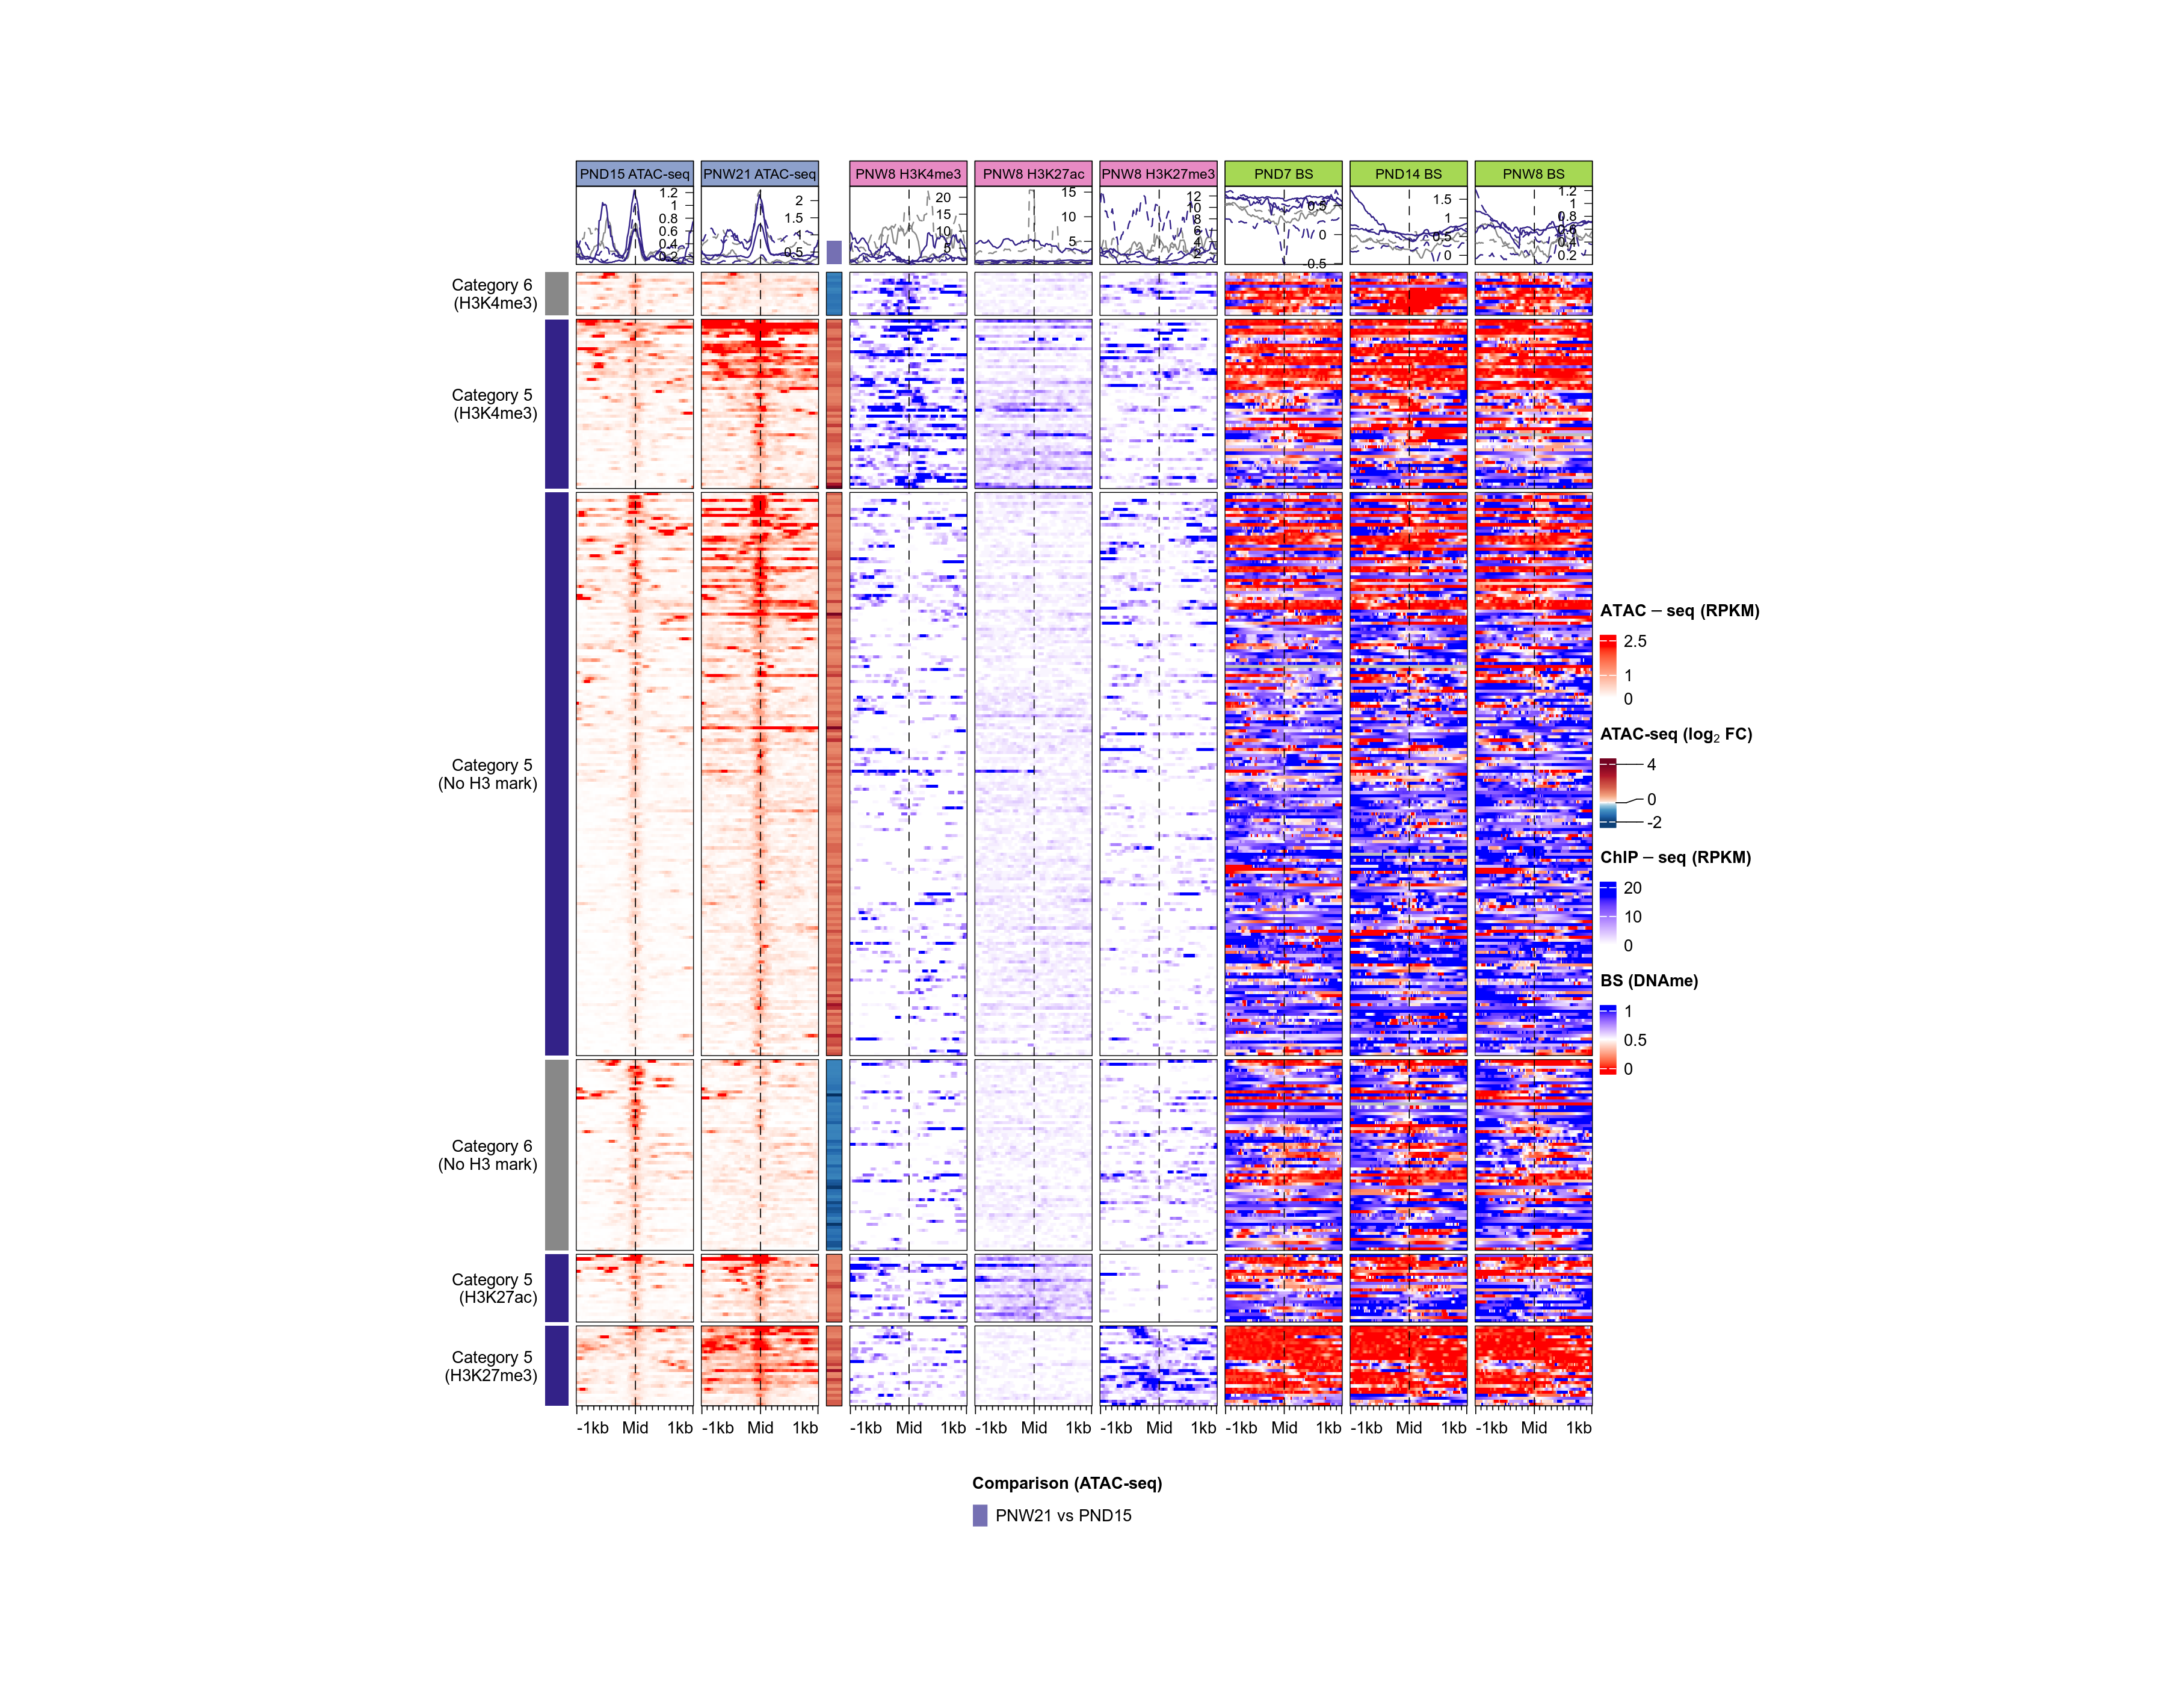 PND15 ATAC-seq
PNW21 ATAC-seq
PNW8 H3K4me3
PNW8 H3K27ac
PNW8 H3K27me3
PND7 BS
PND14 BS
PNW8 BS
1.2
1
0.8
0.6
0.4
0.2
2
1.5
1
0.5
20
15
10
5
15
10
5
12
10
8
6
4
2
0.5
0
-0.5
1.5
1
0.5
0
1.2
1
0.8
0.6
0.4
0.2
Category 6
(H3K4me3)
Category 5
(H3K4me3)
Category 5
(No H3 mark)
Category 6
(No H3 mark)
Category 5
(H3K27ac)
Category 5
(H3K27me3)
-1kb Mid 1kb
-1kb Mid 1kb
-1kb Mid 1kb
-1kb Mid 1kb
-1kb Mid 1kb
-1kb Mid 1kb
-1kb Mid 1kb
-1kb Mid 1kb
ATAC − seq (RPKM)
2.5
1
0
ATAC-seq (log₂ FC)
4
0
-2
ChIP − seq (RPKM)
20
10
0
BS (DNAme)
1
0.5
0
Comparison (ATAC-seq)
PNW21 vs PND15